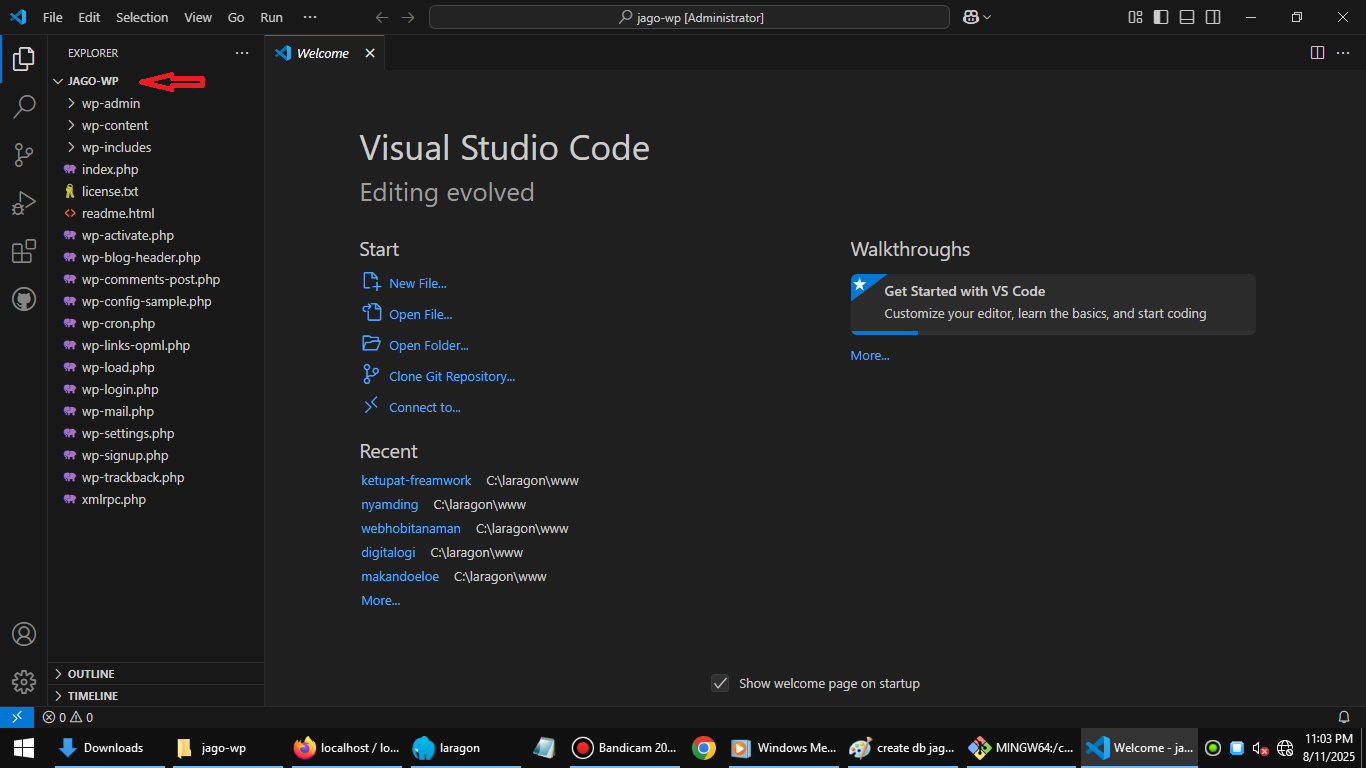 File Edit Selection View Go Run ···
jago-wp [Administrator]
EXPLORER
Welcome
JAGO-WP
wp-admin
wp-content
wp-includes
index.php
license.txt
readme.html
wp-activate.php
wp-blog-header.php
wp-comments-post.php
wp-config-sample.php
wp-cron.php
wp-links-opml.php
wp-load.php
wp-login.php
wp-mail.php
wp-settings.php
wp-signup.php
wp-trackback.php
xmlrpc.php
OUTLINE
TIMELINE
Visual Studio Code
Editing evolved
Start
New File...
Open File...
Open Folder...
Clone Git Repository...
Connect to...
Recent
ketupat-freamwork C:\laragon\www
nyamding C:\laragon\www
webhobitanaman C:\laragon\www
digitalogi C:\laragon\www
makandoeloe C:\laragon\www
More...
Walkthroughs
Get Started with VS Code
Customize your editor, learn the basics, and start coding
More...
Show welcome page on startup
0 0
Downloads jago-wp localhost / lo... laragon Bandicam 20... Windows Me... create db jag... MINGW64:/c... Welcome - ja...
11:03 PM
8/11/2025